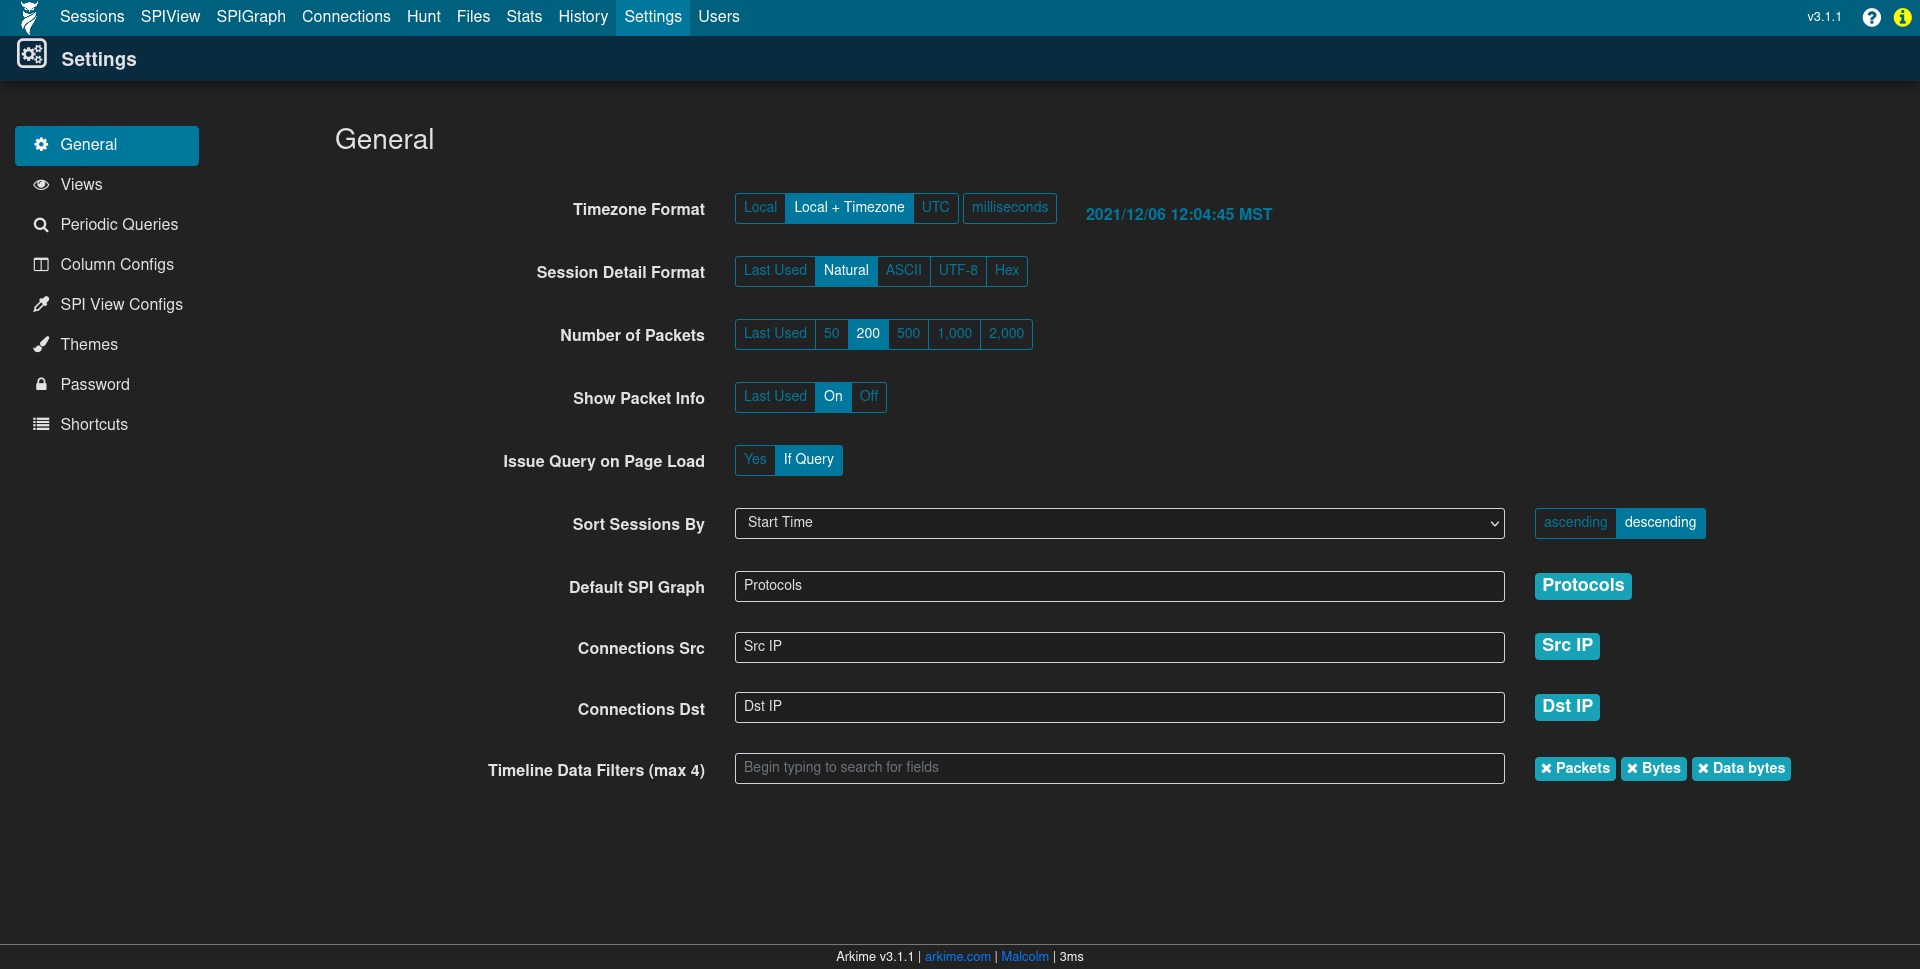 Sessions SPIView SPIGraph Connections Hunt Files Stats History Settings Users v3.1.1
Settings
General
Views
Periodic Queries
Column Configs
SPI View Configs
Themes
Password
Shortcuts
General
Timezone Format Local Local + Timezone UTC milliseconds 2021/12/06 12:04:45 MST
Session Detail Format Last Used Natural ASCII UTF-8 Hex
Number of Packets Last Used 50 200 500 1,000 2,000
Show Packet Info Last Used On Off
Issue Query on Page Load Yes If Query
Sort Sessions By Start Time ascending descending
Default SPI Graph Protocols Protocols
Connections Src Src IP Src IP
Connections Dst Dst IP Dst IP
Timeline Data Filters (max 4) Begin typing to search for fields ✖ Packets ✖ Bytes ✖ Data bytes
Arkime v3.1.1 | arkime.com | Malcolm | 3ms